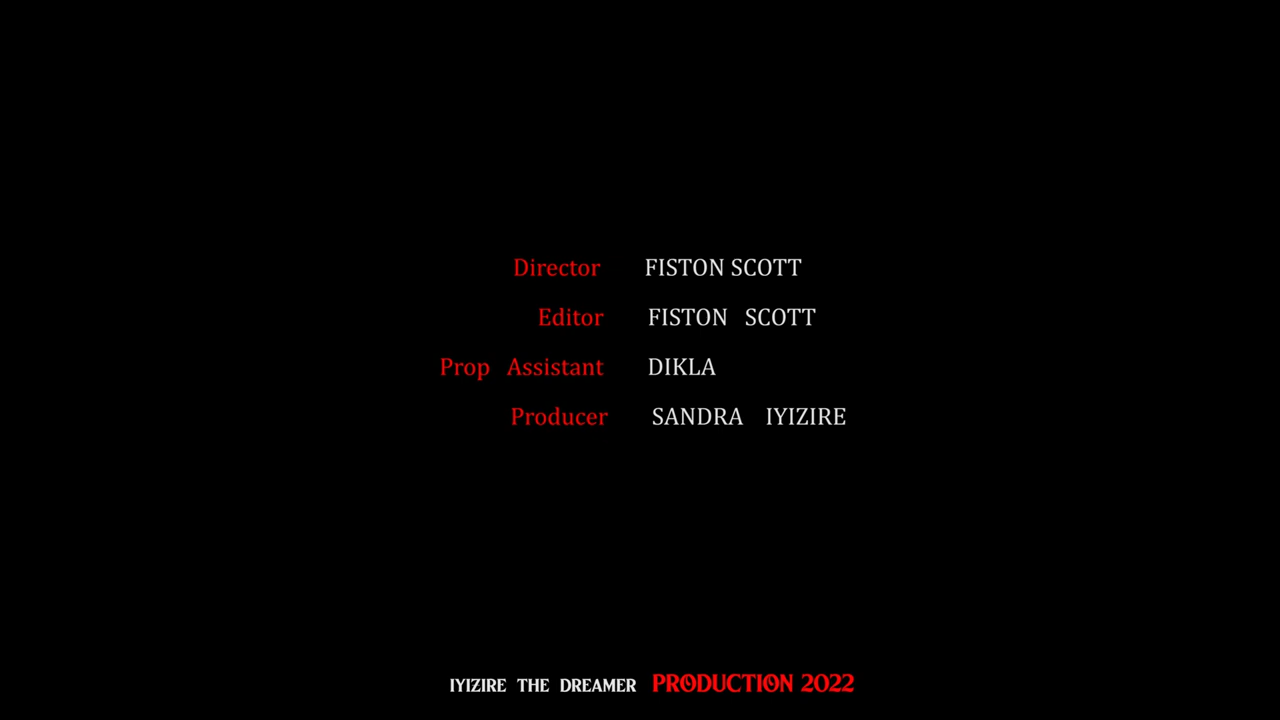 Director FISTON SCOTT
Editor FISTON SCOTT
Prop Assistant DIKLA
Producer SANDRA IYIZIRE
IYIZIRE THE DREAMER PRODUCTION 2022